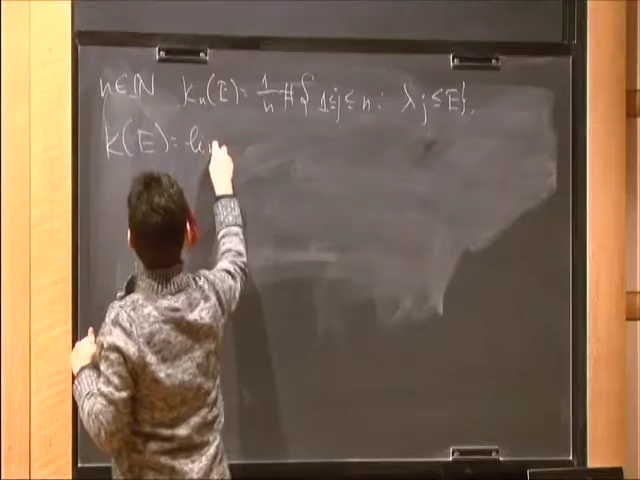 n∈ℕ kₙ(E) = 1/n #{1≤j≤n: λj≤E}.
k(E) = li